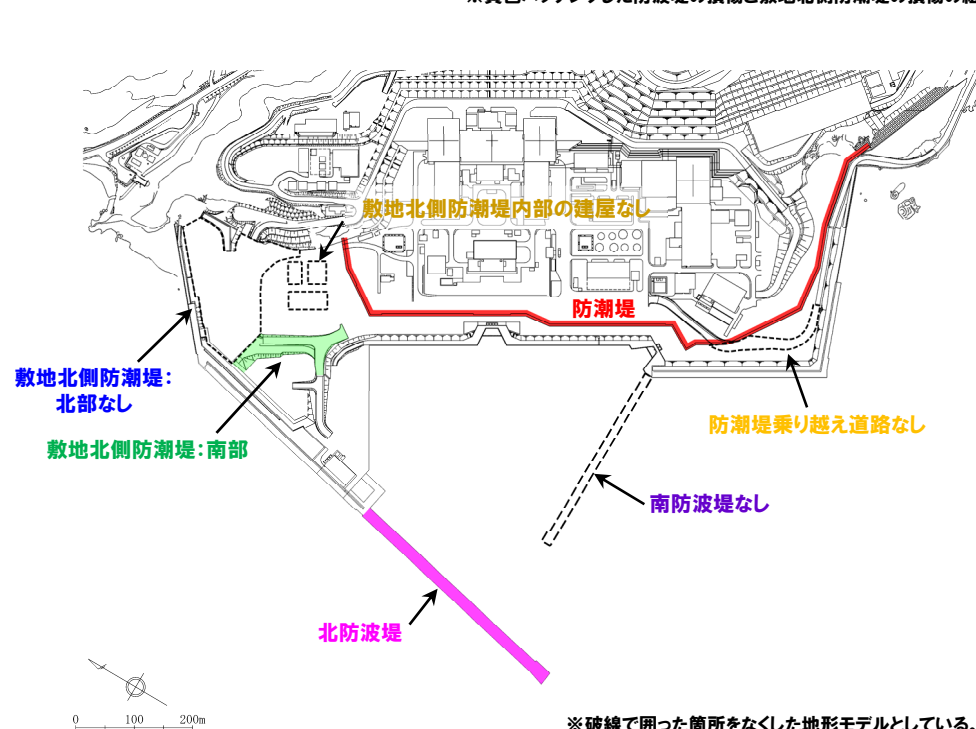 敷地北側防潮堤内部の建屋なし
防潮堤
敷地北側防潮堤:
北部なし
敷地北側防潮堤:南部
防潮堤乗り越え道路なし
南防波堤なし
北防波堤
0 100 200m
※破線で囲った箇所をなくした地形モデルとしている。